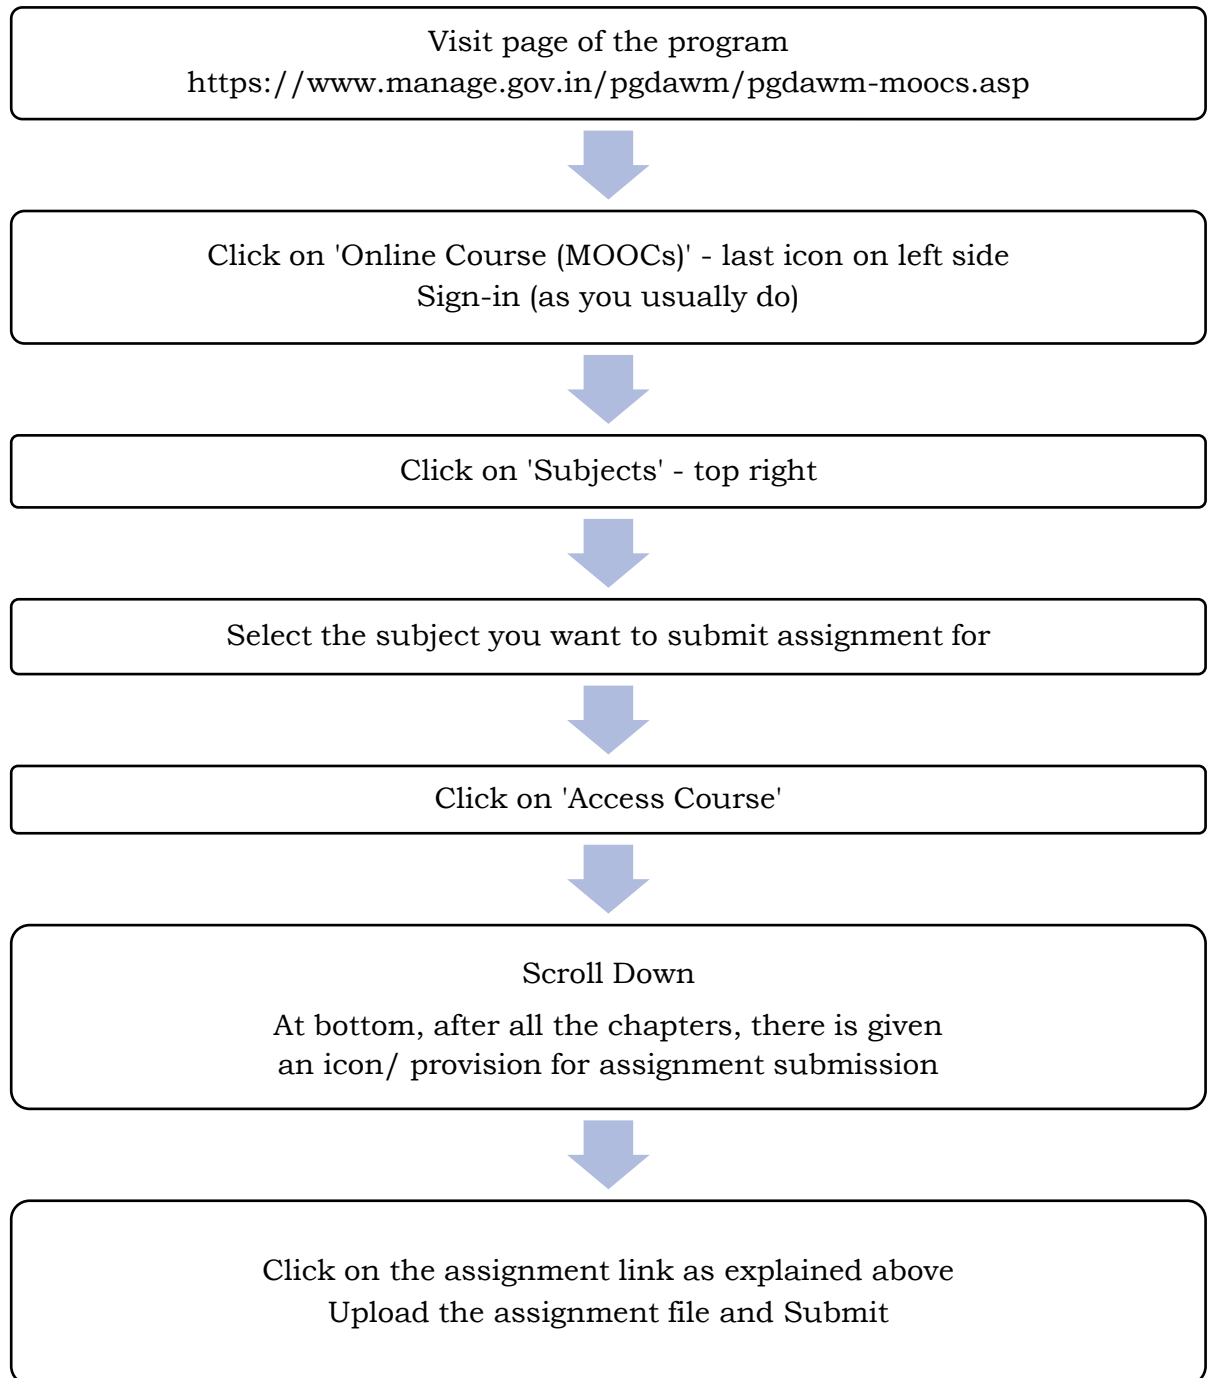 Visit page of the program
https://www.manage.gov.in/pgdawm/pgdawm-moocs.asp
Click on 'Online Course (MOOCs)' - last icon on left side
Sign-in (as you usually do)
Click on 'Subjects' - top right
Select the subject you want to submit assignment for
Click on 'Access Course'
Scroll Down
At bottom, after all the chapters, there is given
an icon/ provision for assignment submission
Click on the assignment link as explained above
Upload the assignment file and Submit